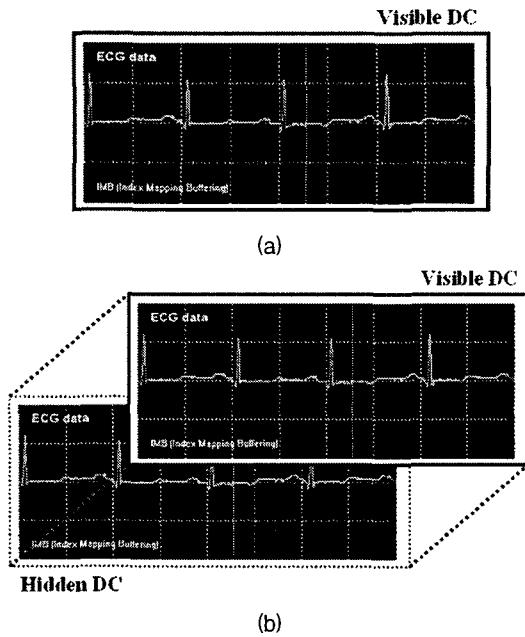 Visible DC
ECG data
IMB [Index Mapping Buffering]
(a)
Visible DC
ECG data
IMB [Index Mapping Buffering]
ECG data
IMB [Index Mapping Buffering]
Hidden DC
(b)